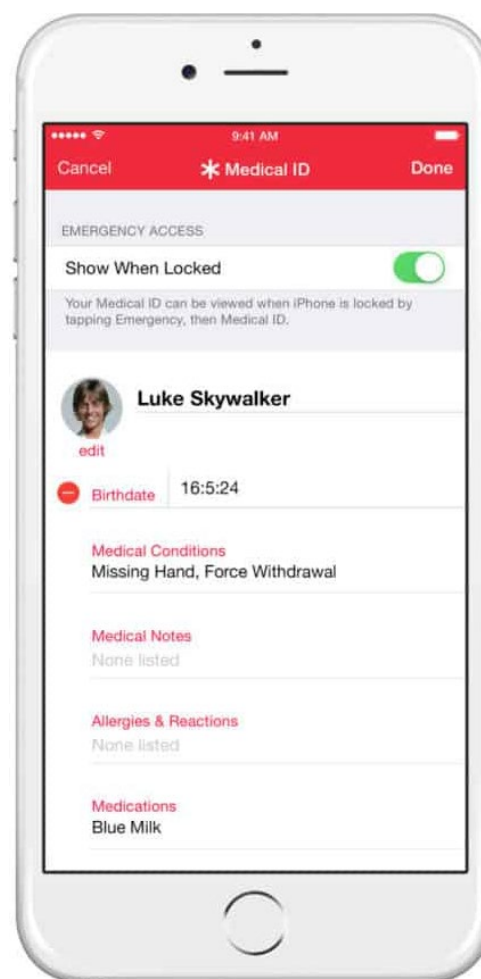 9:41 AM
Cancel
Medical ID
Done
EMERGENCY ACCESS
Show When Locked
Your Medical ID can be viewed when iPhone is locked by
tapping Emergency, then Medical ID.
Luke Skywalker
edit
Birthdate 16:5:24
Medical Conditions
Missing Hand, Force Withdrawal
Medical Notes
None listed
Allergies & Reactions
None listed
Medications
Blue Milk